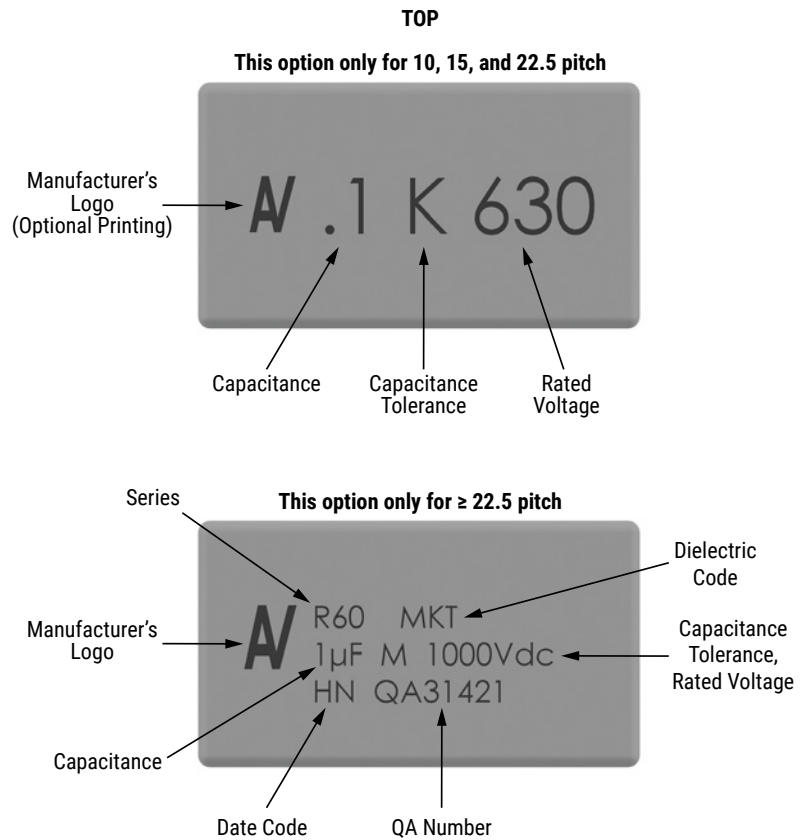 TOP
This option only for 10, 15, and 22.5 pitch
Manufacturer's
Logo
(Optional Printing)
.1 K 630
Capacitance
Capacitance
Tolerance
Rated
Voltage
Series
This option only for ≥ 22.5 pitch
Dielectric
Code
Manufacturer's
Logo
R60 MKT
1µF M 1000Vdc
HN QA31421
Capacitance
Tolerance,
Rated Voltage
Capacitance
Date Code
QA Number